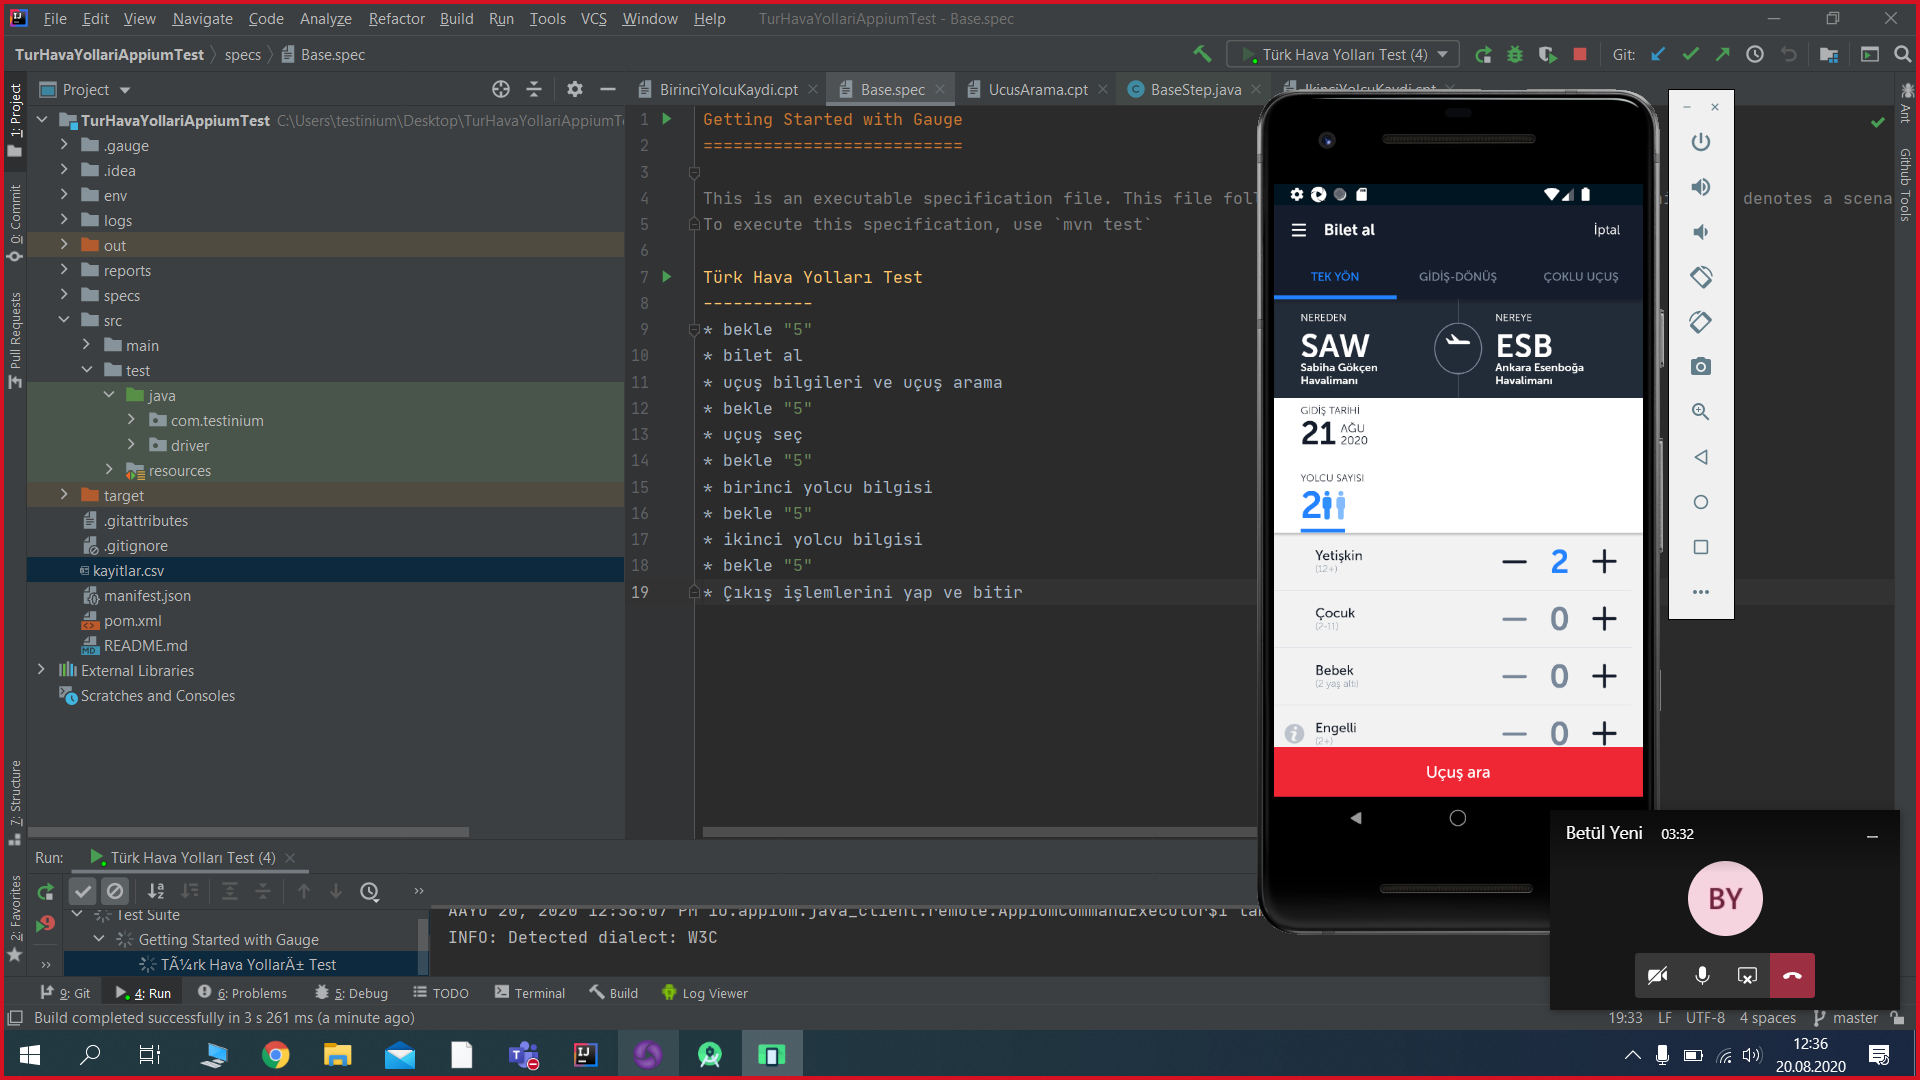 File Edit View Navigate Code Analyze Refactor Build Run Tools VCS Window Help TurHavaYollariAppiumTest - Base.spec
TurHavaYollariAppiumTest specs Base.spec
Türk Hava Yolları Test (4)
Git:
Project
BirinciYolcuKaydi.cpt
Base.spec
UcusArama.cpt
BaseStep.java
IkinciYolcuKaydi.cpt
1: Project
0: Commit
Pull Requests
7: Structure
2: Favorites
Ant
Github Tools
TurHavaYollariAppiumTest C:\Users\testinium\Desktop\TurHavaYollariAppiumT
.gauge
.idea
env
logs
out
reports
specs
src
main
test
java
com.testinium
driver
resources
target
.gitattributes
.gitignore
kayitlar.csv
manifest.json
pom.xml
README.md
External Libraries
Scratches and Consoles
1 Getting Started with Gauge
2 ==========================
3
4 This is an executable specification file. This file fol
denotes a scena
5 To execute this specification, use `mvn test`
6
7 Türk Hava Yolları Test
8 -----------
9 * bekle "5"
10 * bilet al
11 * uçuş bilgileri ve uçuş arama
12 * bekle "5"
13 * uçuş seç
14 * bekle "5"
15 * birinci yolcu bilgisi
16 * bekle "5"
17 * ikinci yolcu bilgisi
18 * bekle "5"
19 * Çıkış işlemlerini yap ve bitir
Bilet al İptal
TEK YÖN GİDİŞ-DÖNÜŞ ÇOKLU UÇUŞ
NEREDEN NEREYE
SAW ESB
Sabiha Gökçen Havalimanı
Ankara Esenboğa Havalimanı
GİDİŞ TARİHİ
21 AĞU 2020
YOLCU SAYISI
2
Yetişkin 2
(12+)
Çocuk 0
(2-11)
Bebek 0
(2 yaş altı)
Engelli 0
(2+)
Uçuş ara
Betül Yeni 03:32
BY
Run: Türk Hava Yolları Test (4)
Test Suite
Getting Started with Gauge
TÃ¼rk Hava YollarÄ± Test
20, 2020 12:36:07 PM io.appium.java_client.remote.AppiumCommandExecutor$1
INFO: Detected dialect: W3C
9: Git 4: Run 6: Problems 5: Debug TODO Terminal Build Log Viewer
Build completed successfully in 3 s 261 ms (a minute ago)
19:33 LF UTF-8 4 spaces master
12:36
20.08.2020